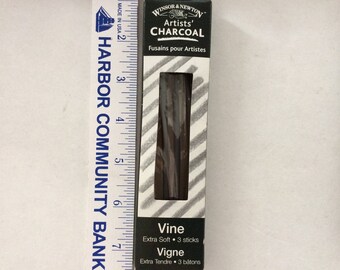 MADE IN USA
HARBOR COMMUNITY BANK
2
3
4
5
6
7
WINSOR & NEWTON
Artists'
CHARCOAL
Fusains pour Artistes
Vine
Extra Soft • 3 sticks
Vigne
Extra Tendre • 3 bâtons